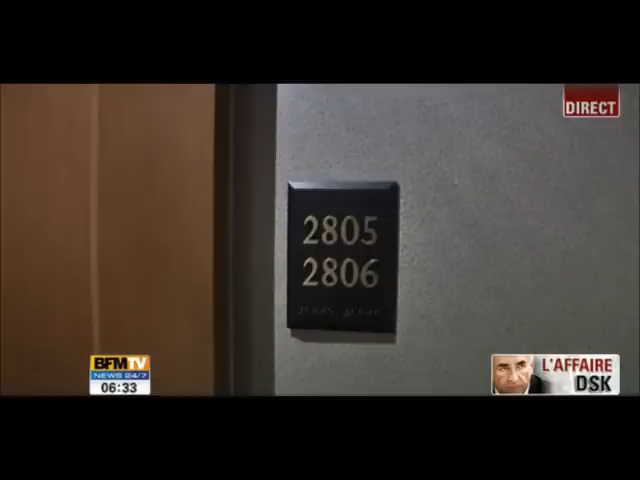 DIRECT
2805
2806
BFMTV
NEWS 24/7
06:33
L'AFFAIRE
DSK